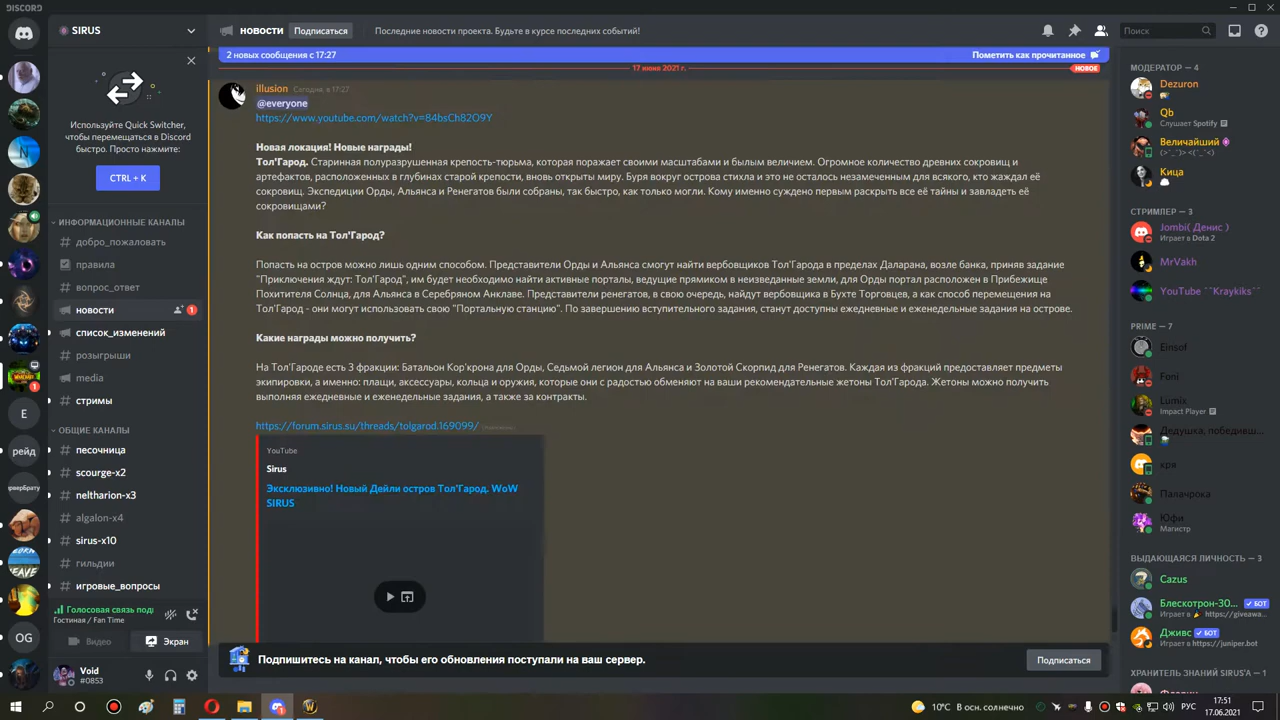 DISCORD
SIRUS
новости
Подписаться
Последние новости проекта. Будьте в курсе последних событий!
Поиск
2 новых сообщения с 17:27
Пометить как прочитанное
17 июня 2021 г.
НОВОЕ
Используйте Quick Switcher,
чтобы перемещаться в Discord
быстро. Просто нажмите:
CTRL + K
ИНФОРМАЦИОННЫЕ КАНАЛЫ
добро_пожаловать
правила
вопрос_ответ
новости
1
список_изменений
розыгрыши
media
стримы
ОБЩИЕ КАНАЛЫ
песочница
scourge-x2
neltharion-x3
algalon-x4
sirus-x10
гильдии
игровые_вопросы
1
E
рейд
OG
Голосовая связь под
Гостиная / Fan Time
Видео
Экран
Void
#0853
illusion Сегодня, в 17:27
@everyone
https://www.youtube.com/watch?v=84bsCh82O9Y
Новая локация! Новые награды!
Тол'Гарод. Старинная полуразрушенная крепость-тюрьма, которая поражает своими масштабами и былым величием. Огромное количество древних сокровищ и
артефактов, расположенных в глубинах старой крепости, вновь открыты миру. Буря вокруг острова стихла и это не осталось незамеченным для всякого, кто жаждал её
сокровищ. Экспедиции Орды, Альянса и Ренегатов были собраны, так быстро, как только могли. Кому именно суждено первым раскрыть все её тайны и завладеть её
сокровищами?
Как попасть на Тол'Гарод?
Попасть на остров можно лишь одним способом. Представители Орды и Альянса смогут найти вербовщиков Тол'Гарода в пределах Даларана, возле банка, приняв задание
"Приключения ждут: Тол'Гарод", им будет необходимо найти активные порталы, ведущие прямиком в неизведанные земли, для Орды портал расположен в Прибежище
Похитителя Солнца, для Альянса в Серебряном Анклаве. Представители ренегатов, в свою очередь, найдут вербовщика в Бухте Торговцев, а как способ перемещения на
Тол'Гарод - они могут использовать свою "Портальную станцию". По завершению вступительного задания, станут доступны ежедневные и еженедельные задания на острове.
Какие награды можно получить?
На Тол'Гароде есть 3 фракции: Батальон Кор'крона для Орды, Седьмой легион для Альянса и Золотой Скорпид для Ренегатов. Каждая из фракций предоставляет предметы
экипировки, а именно: плащи, аксессуары, кольца и оружия, которые они с радостью обменяют на ваши рекомендательные жетоны Тол'Гарода. Жетоны можно получить
выполняя ежедневные и еженедельные задания, а также за контракты.
https://forum.sirus.su/threads/tolgarod.169099/
YouTube
Sirus
Эксклюзивно! Новый Дейли остров Тол'Гарод. WoW
SIRUS
Подпишитесь на канал, чтобы его обновления поступали на ваш сервер.
Подписаться
МОДЕРАТОР — 4
Dezuron
Qb
Слушает Spotify
Величайший
(>ˆ_)>~<(_ˆ<)
Кица
СТРИМЛЕР — 3
Jombi( Денис )
Играет в Dota 2
MrVakh
YouTube ^^Kraykiks^^
PRIME — 7
Einsof
Foni
Lumix
Impact Player
Дедушка, победивш...
хря
Палачрока
Юфи
Магистр
ВЫДАЮЩАЯСЯ ЛИЧНОСТЬ — 3
Cazus
Блескотрон-30... БОТ
Играет в https://giveawa...
Дживс БОТ
Играет в https://juniper.bot
ХРАНИТЕЛЬ ЗНАНИЙ SIRUS'A — 1
10°C В осн. солнечно
РУС
17:51
17.06.2021